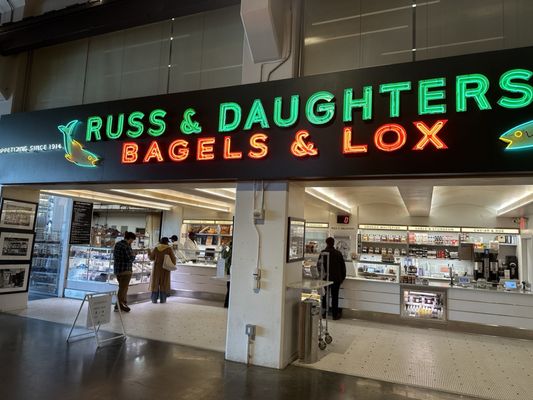 RUSS & DAUGHTERS
APPETIZING SINCE 1914
BAGELS & LOX